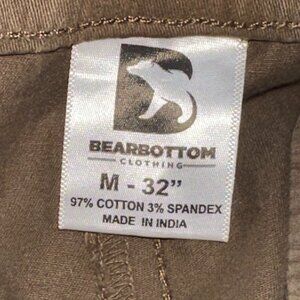 BEARBOTTOM
CLOTHING
M - 32”
97% COTTON 3% SPANDEX
MADE IN INDIA